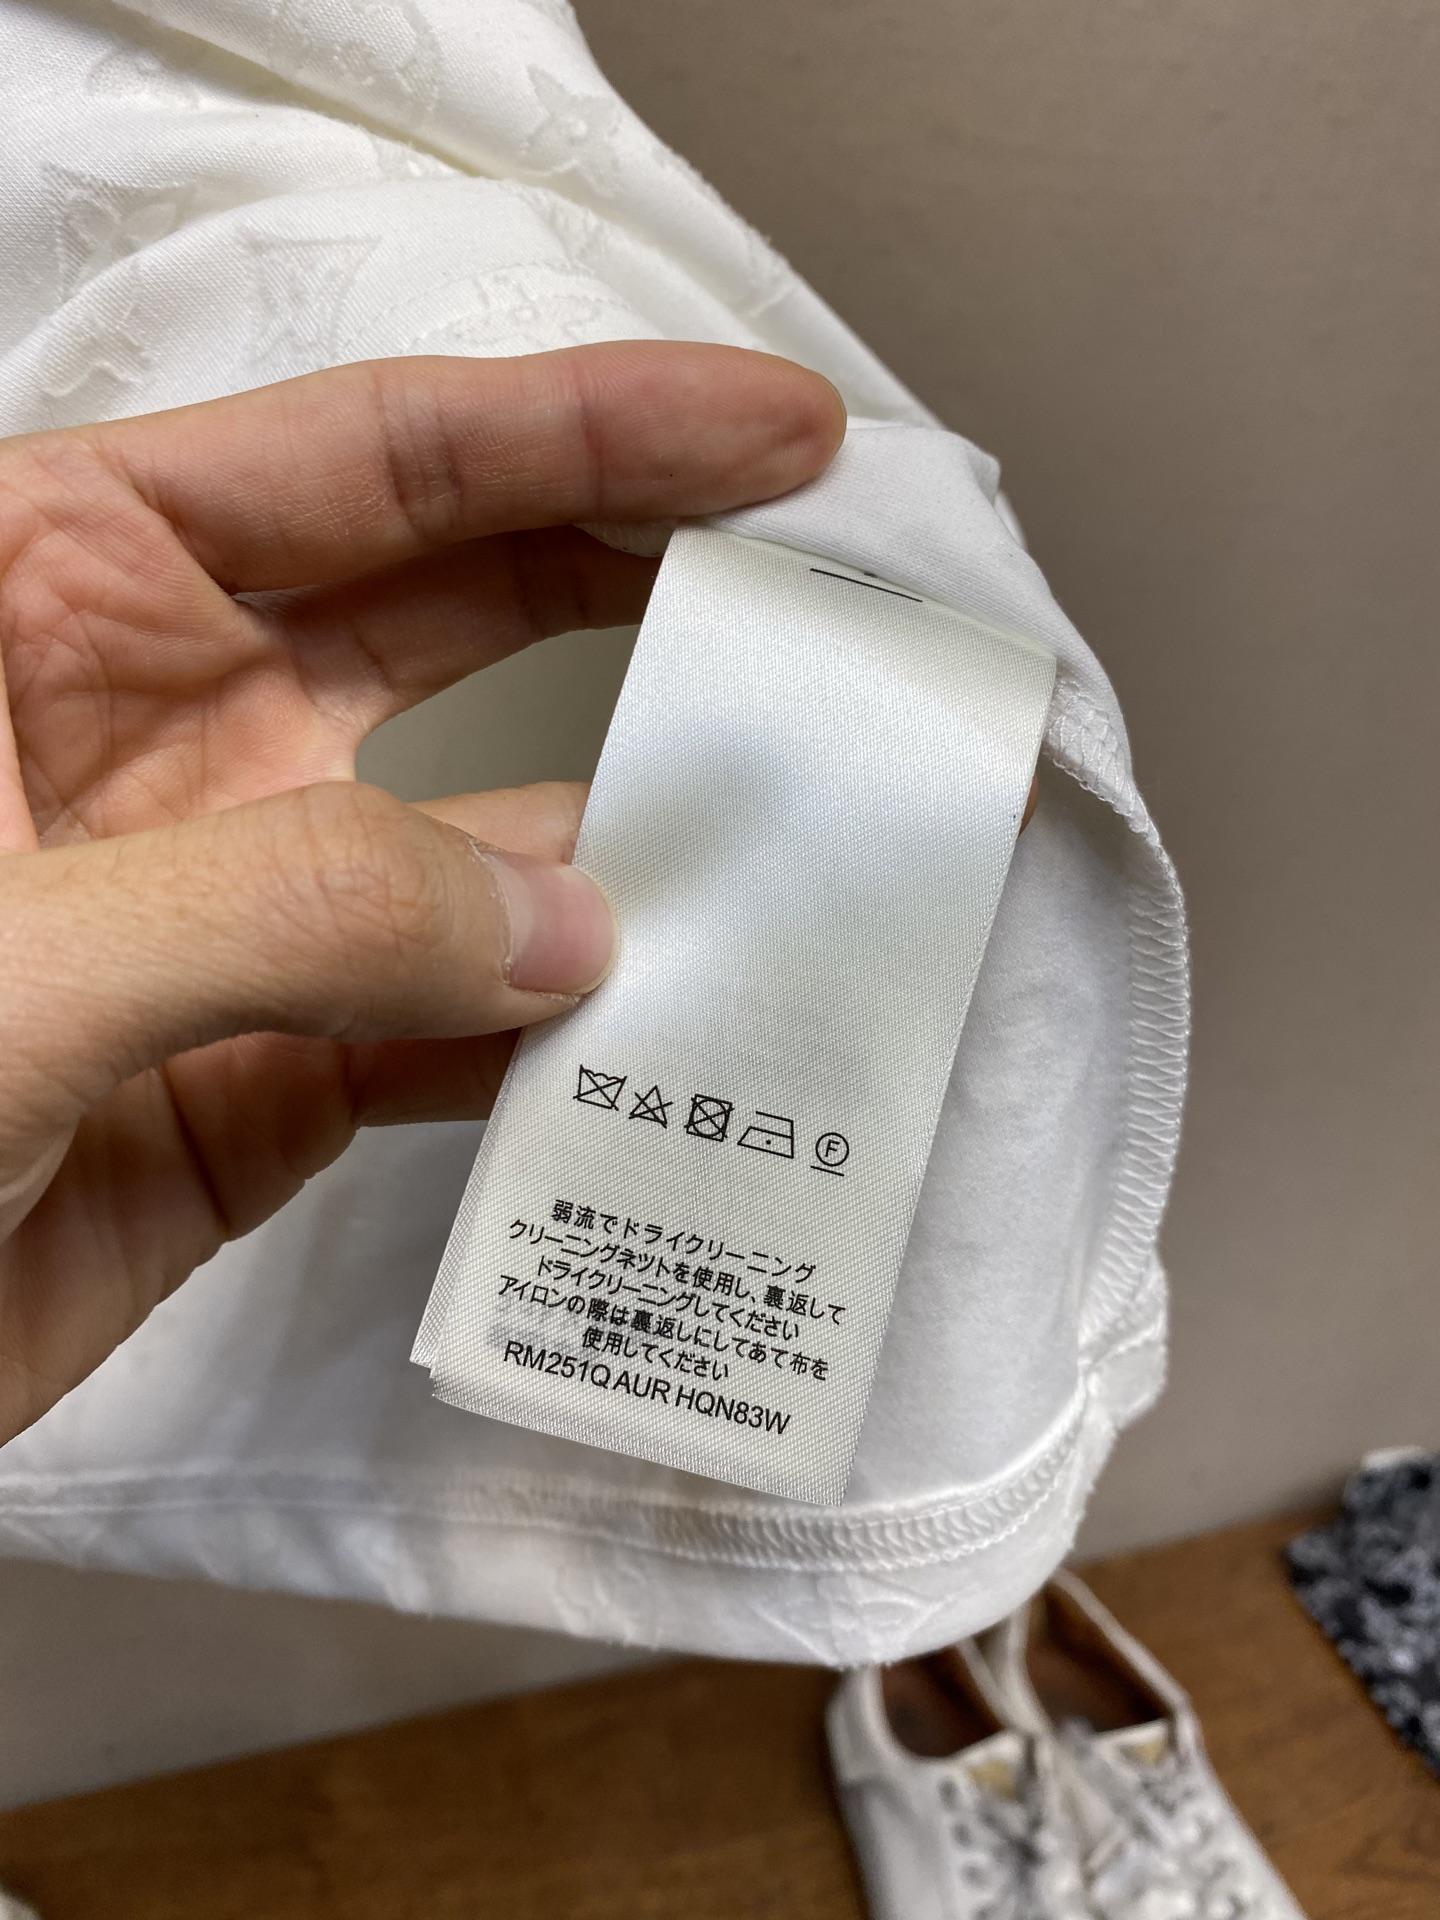 F
弱流でドライクリーニング
クリーニングネツトを使用し、裏返して
ドライクリーニングしてください
アイロンの際は裏返しにしてあて布を
使用してください
RM251Q AUR HQN83W